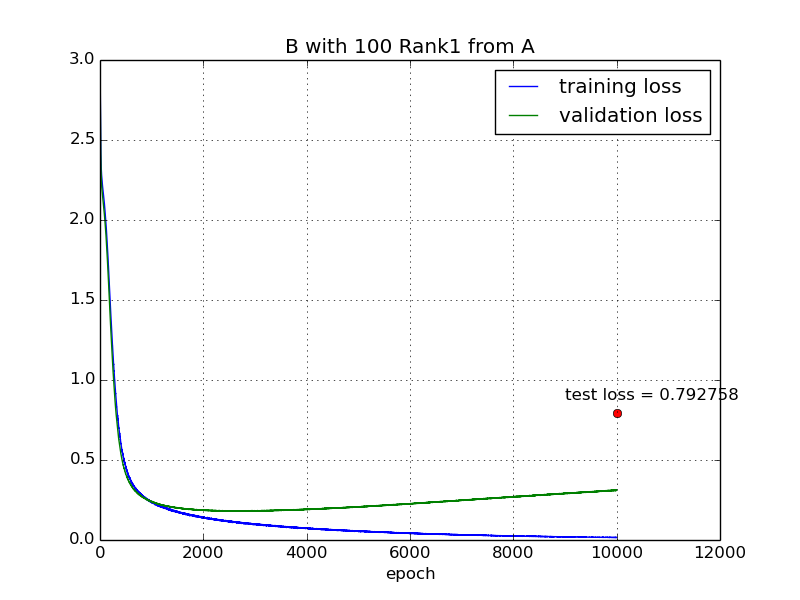 B with 100 Rank1 from A
training loss
validation loss
3.0
2.5
2.0
1.5
1.0
0.5
0.0
test loss = 0.792758
0 2000 4000 6000 8000 10000 12000
epoch